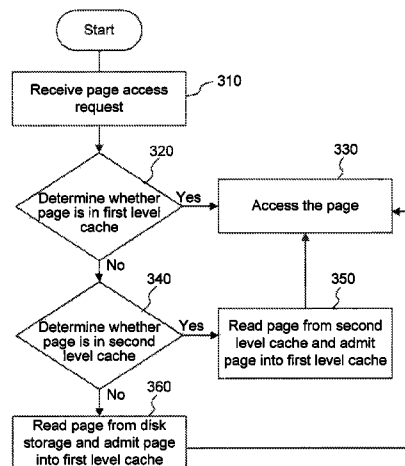 Start
Receive page access
request
310
320
Determine whether
page is in first level
cache
Yes
330
Access the page
No
340
Determine whether
page is in second
level cache
Yes
350
Read page from second
level cache and admit
page into first level cache
No
360
Read page from disk
storage and admit page
into first level cache